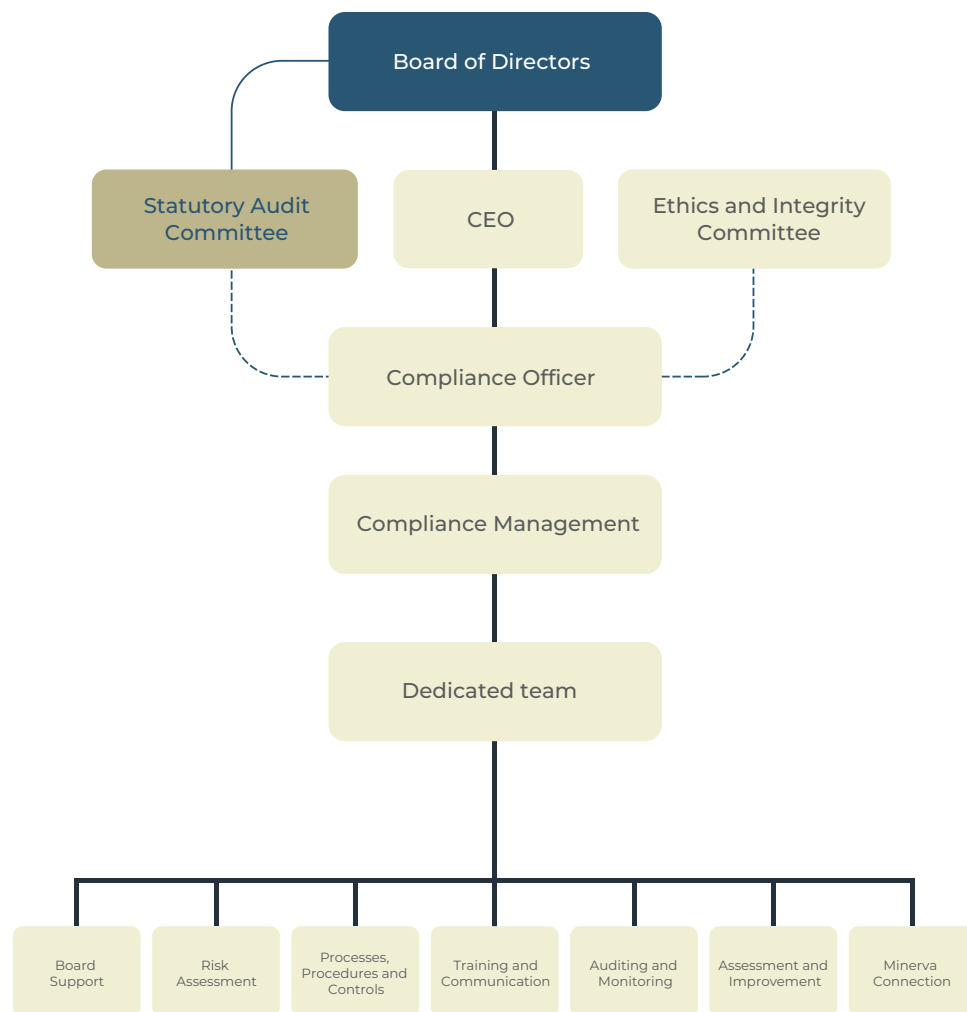 Board of Directors
Statutory Audit
Committee
CEO
Ethics and Integrity
Committee
Compliance Officer
Compliance Management
Dedicated team
Board
Support
Risk
Assessment
Processes,
Procedures and
Controls
Training and
Communication
Auditing and
Monitoring
Assessment and
Improvement
Minerva
Connection